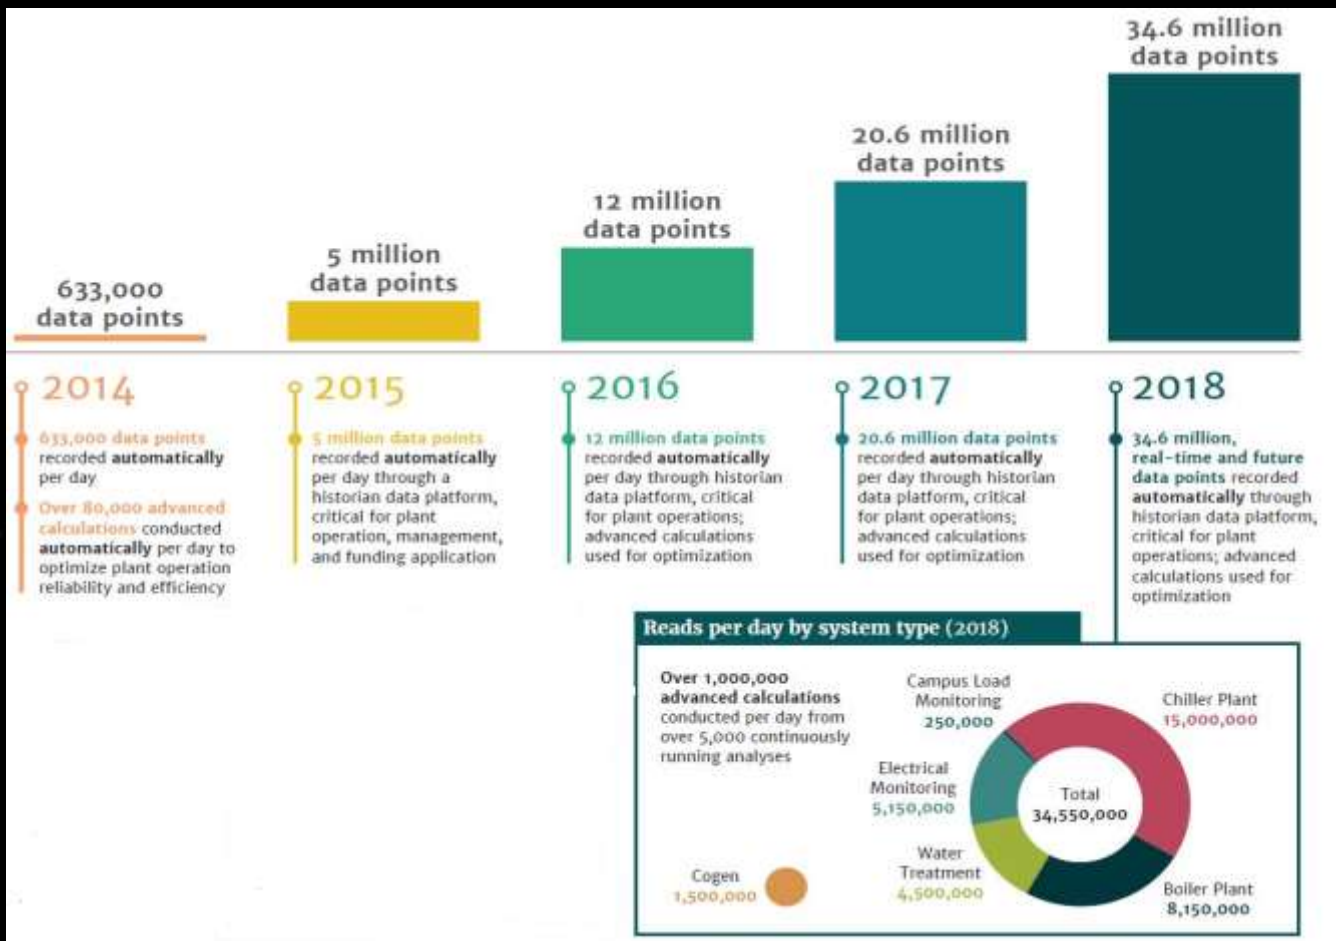 633,000
data points
5 million
data points
12 million
data points
20.6 million
data points
34.6 million
data points
2014
633,000 data points
recorded automatically
per day
Over 80,000 advanced
calculations conducted
automatically per day to
optimize plant operation
reliability and efficiency
2015
5 million data points
recorded automatically
per day through a
historian data platform,
critical for plant
operation, management,
and funding application
2016
12 million data points
recorded automatically
per day through historian
data platform, critical
for plant operations;
advanced calculations
used for optimization
2017
20.6 million data points
recorded automatically
per day through historian
data platform, critical
for plant operations;
advanced calculations
used for optimization
2018
34.6 million,
real-time and future
data points recorded
automatically through
historian data platform,
critical for plant
operations; advanced
calculations used for
optimization
Reads per day by system type (2018)
Over 1,000,000
advanced calculations
conducted per day from
over 5,000 continuously
running analyses
Cogen
1,500,000
Campus Load
Monitoring
250,000
Electrical
Monitoring
5,150,000
Water
Treatment
4,500,000
Total
34,550,000
Chiller Plant
15,000,000
Boiler Plant
8,150,000